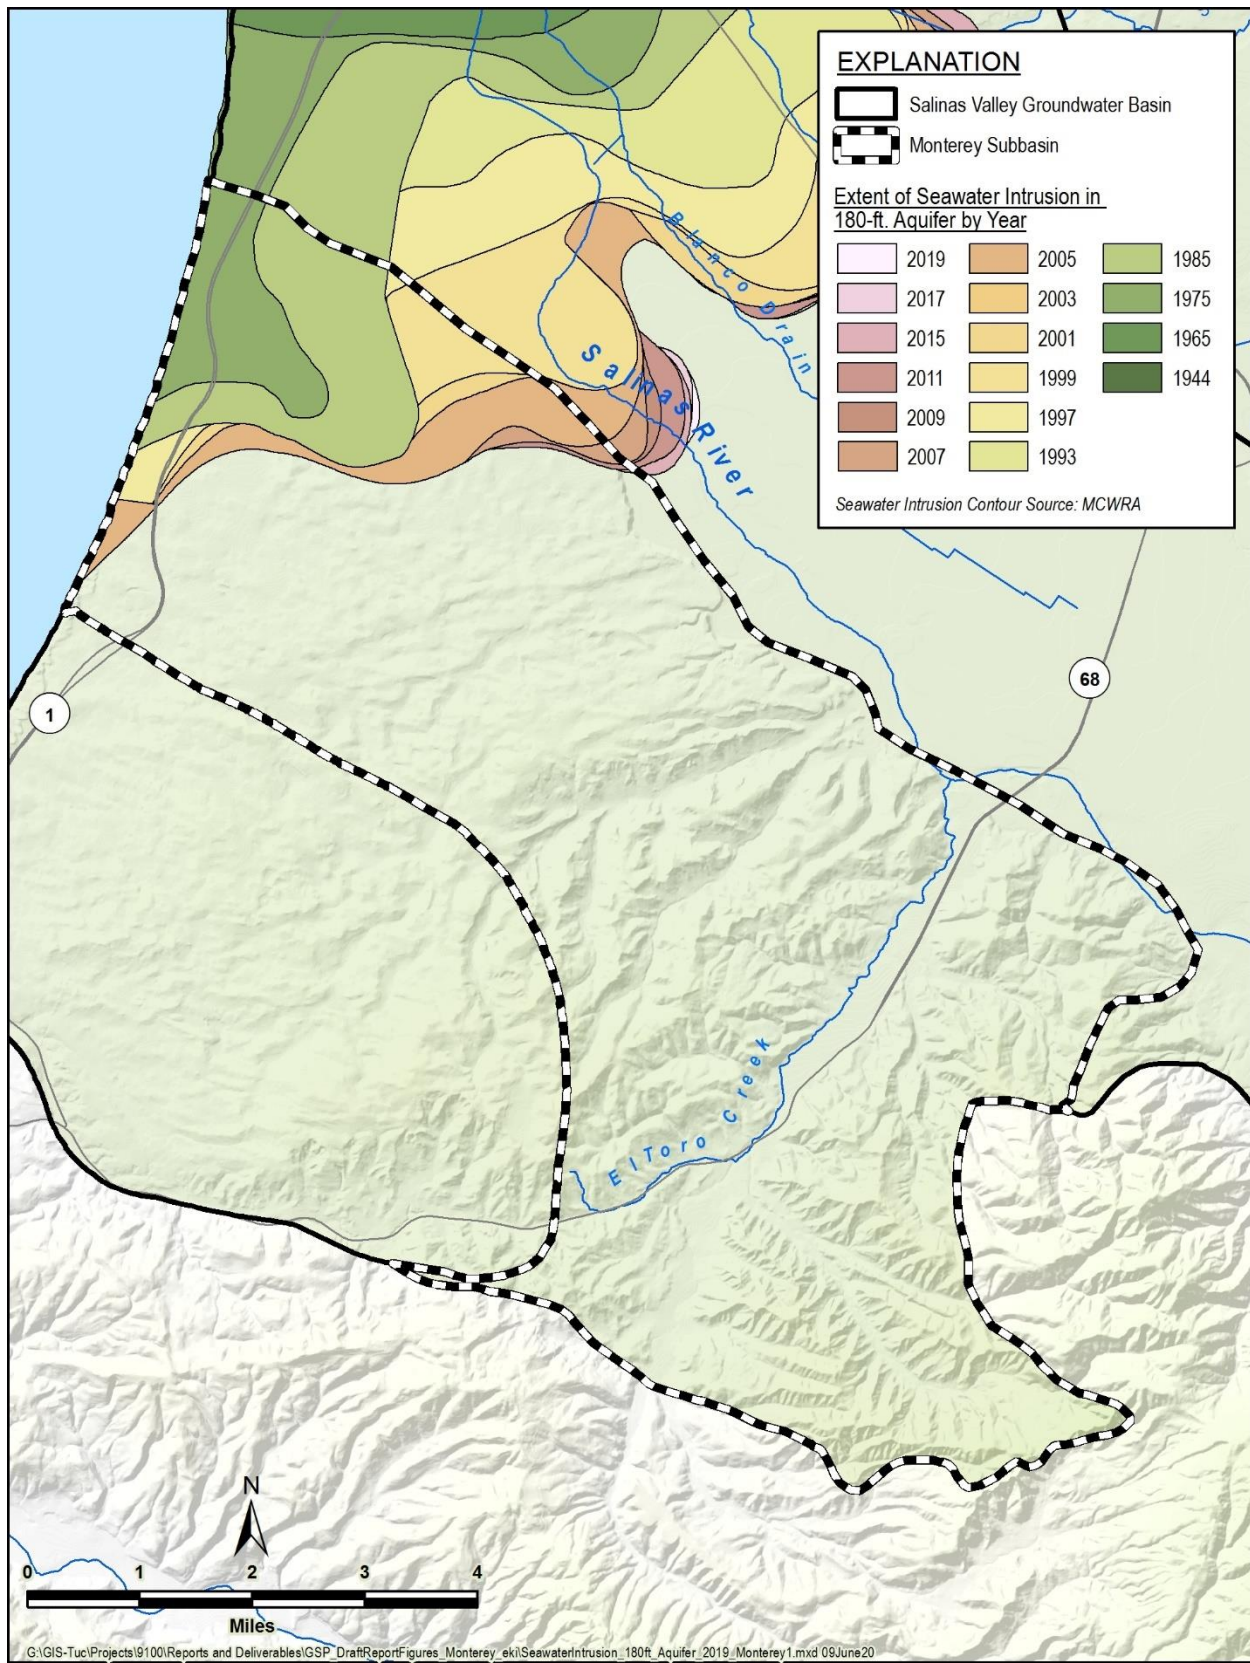 EXPLANATION
Salinas Valley Groundwater Basin
Monterey Subbasin
Extent of Seawater Intrusion in
180-ft. Aquifer by Year
2019 2005 1985
2017 2003 1975
2015 2001 1965
2011 1999 1944
2009 1997
2007 1993
Seawater Intrusion Contour Source: MCWRA
Blanco Drain
Salinas River
68
1
El Toro Creek
N
0 1 2 3 4
Miles
G:\GIS-Tuc\Projects\9100\Reports and Deliverables\GSP_DraftReportFigures_Monterey_eki\SeawaterIntrusion_180ft_Aquifer_2019_Monterey1.mxd 09June20